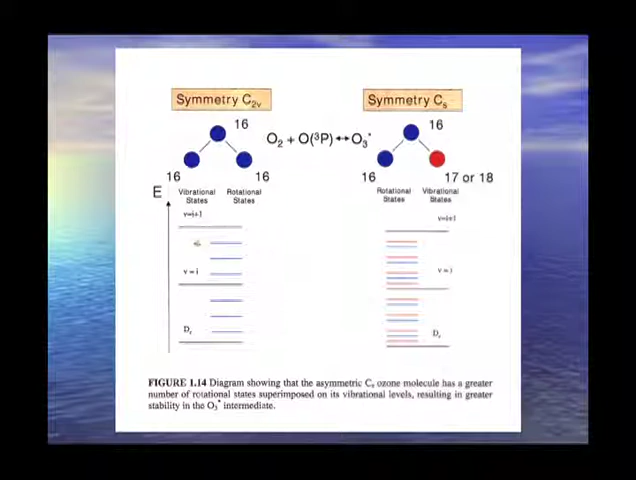 Symmetry C2v
Symmetry Cs
16
16
O2 + O(³P)↔O3*
16
16
16
17 or 18
E
Vibrational States
Rotational States
Rotational States
Vibrational States
v=i+1
v=i+1
v=i
v=i
FIGURE 1.14 Diagram showing that the asymmetric Cs ozone molecule has a greater
number of rotational states superimposed on its vibrational levels, resulting in greater
stability in the O3* intermediate.